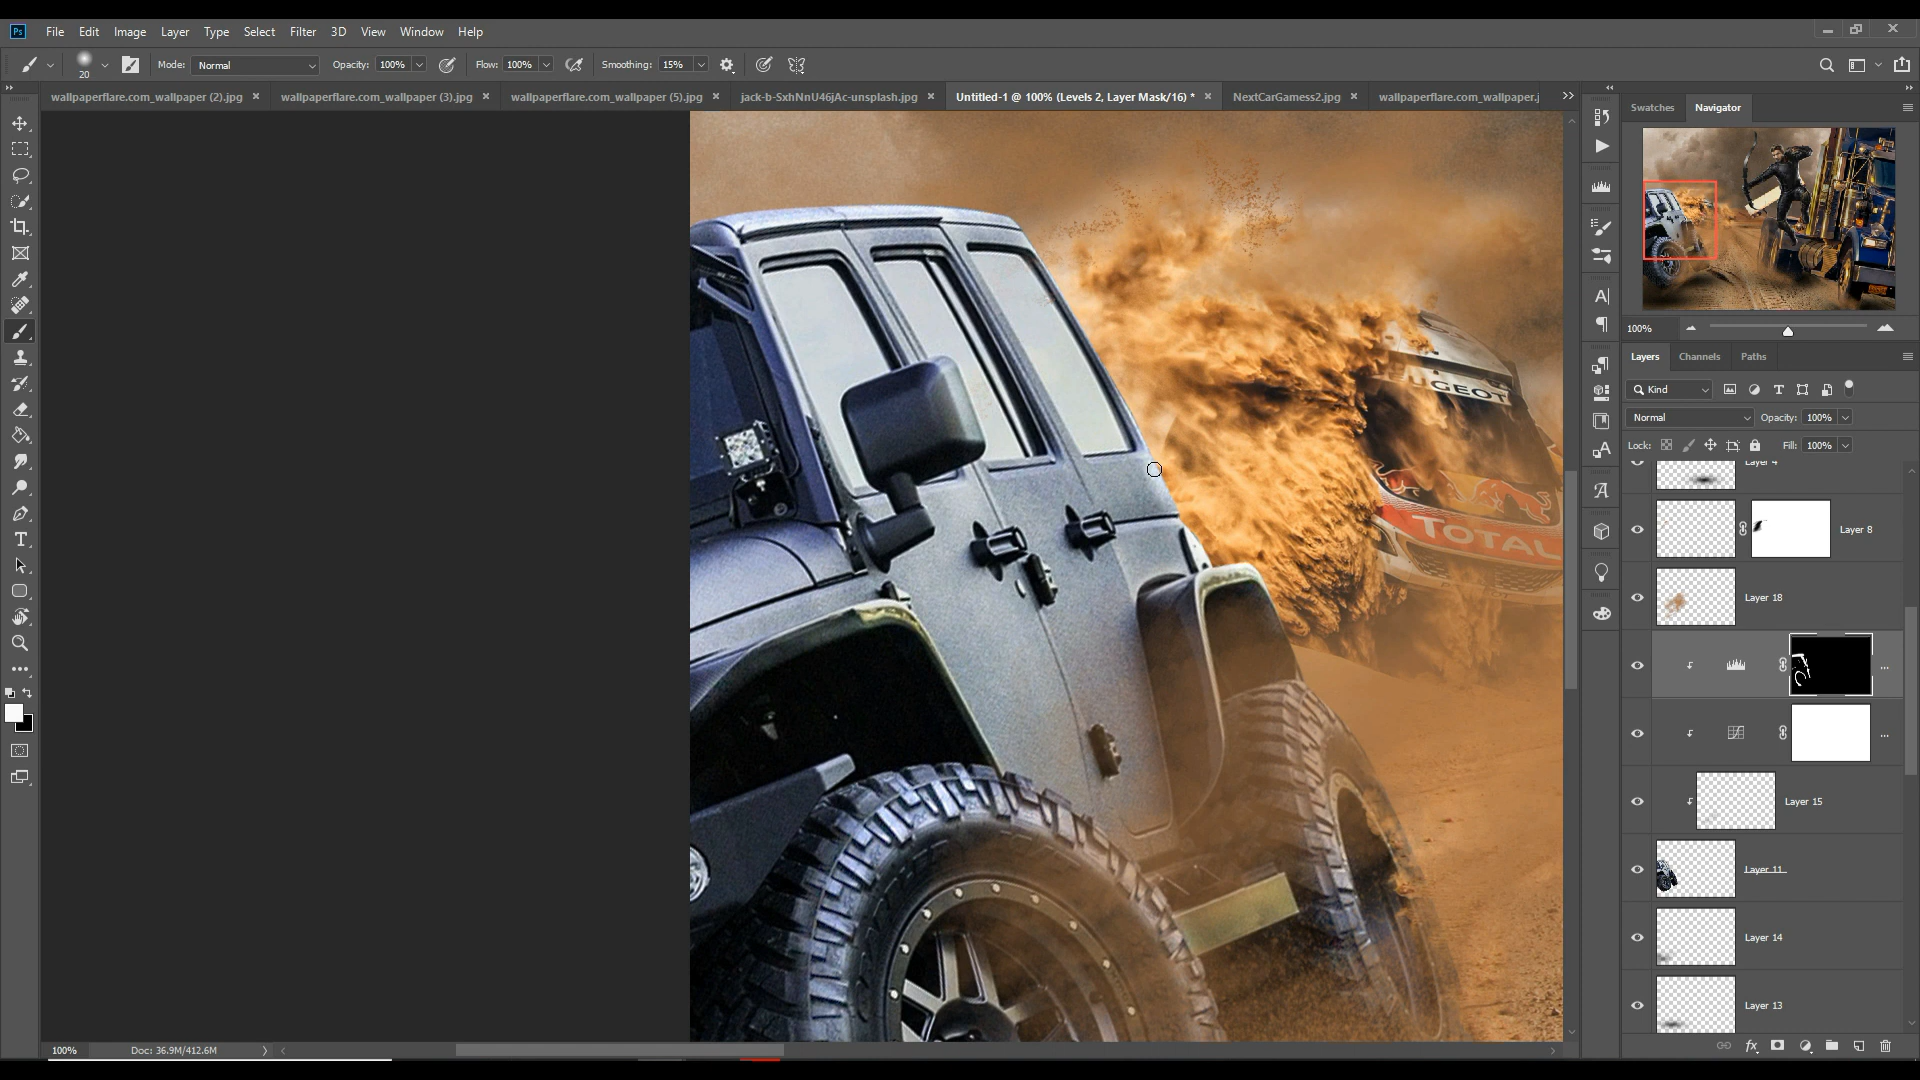 Ps File Edit Image Layer Type Select Filter 3D View Window Help
20 Mode: Normal Opacity: 100% Flow: 100% Smoothing: 15%
wallpaperflare.com_wallpaper (2).jpg × wallpaperflare.com_wallpaper (3).jpg × wallpaperflare.com_wallpaper (5).jpg × jack-b-SxhNnU46jAc-unsplash.jpg × Untitled-1 @ 100% (Levels 2, Layer Mask/16) * × NextCarGamess2.jpg × wallpaperflare.com_wallpaper.j
Swatches Navigator
100%
Layers Channels Paths
Kind
Normal Opacity: 100%
Lock: Fill: 100%
Layer 4
Layer 8
Layer 18
...
...
Layer 15
Layer 11
Layer 14
Layer 13
UGEOT
TOTAL
100% Doc: 36.9M/412.6M